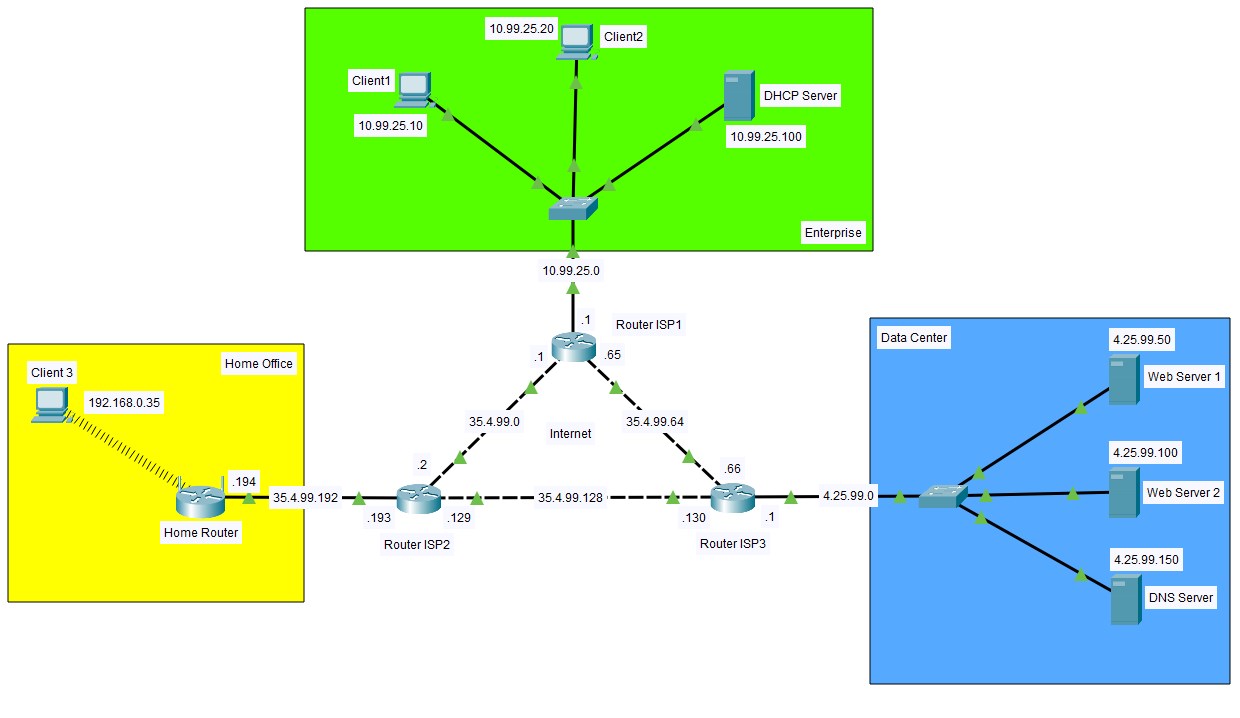 10.99.25.20
Client2
Client1
DHCP Server
10.99.25.10
10.99.25.100
Enterprise
10.99.25.0
.1
Router ISP1
.1
.65
Data Center
4.25.99.50
Web Server 1
Home Office
Client 3
192.168.0.35
35.4.99.0
35.4.99.64
Internet
4.25.99.100
.2
.66
Web Server 2
.194
35.4.99.192
35.4.99.128
4.25.99.0
.193
.129
.130
.1
Home Router
Router ISP2
Router ISP3
4.25.99.150
DNS Server